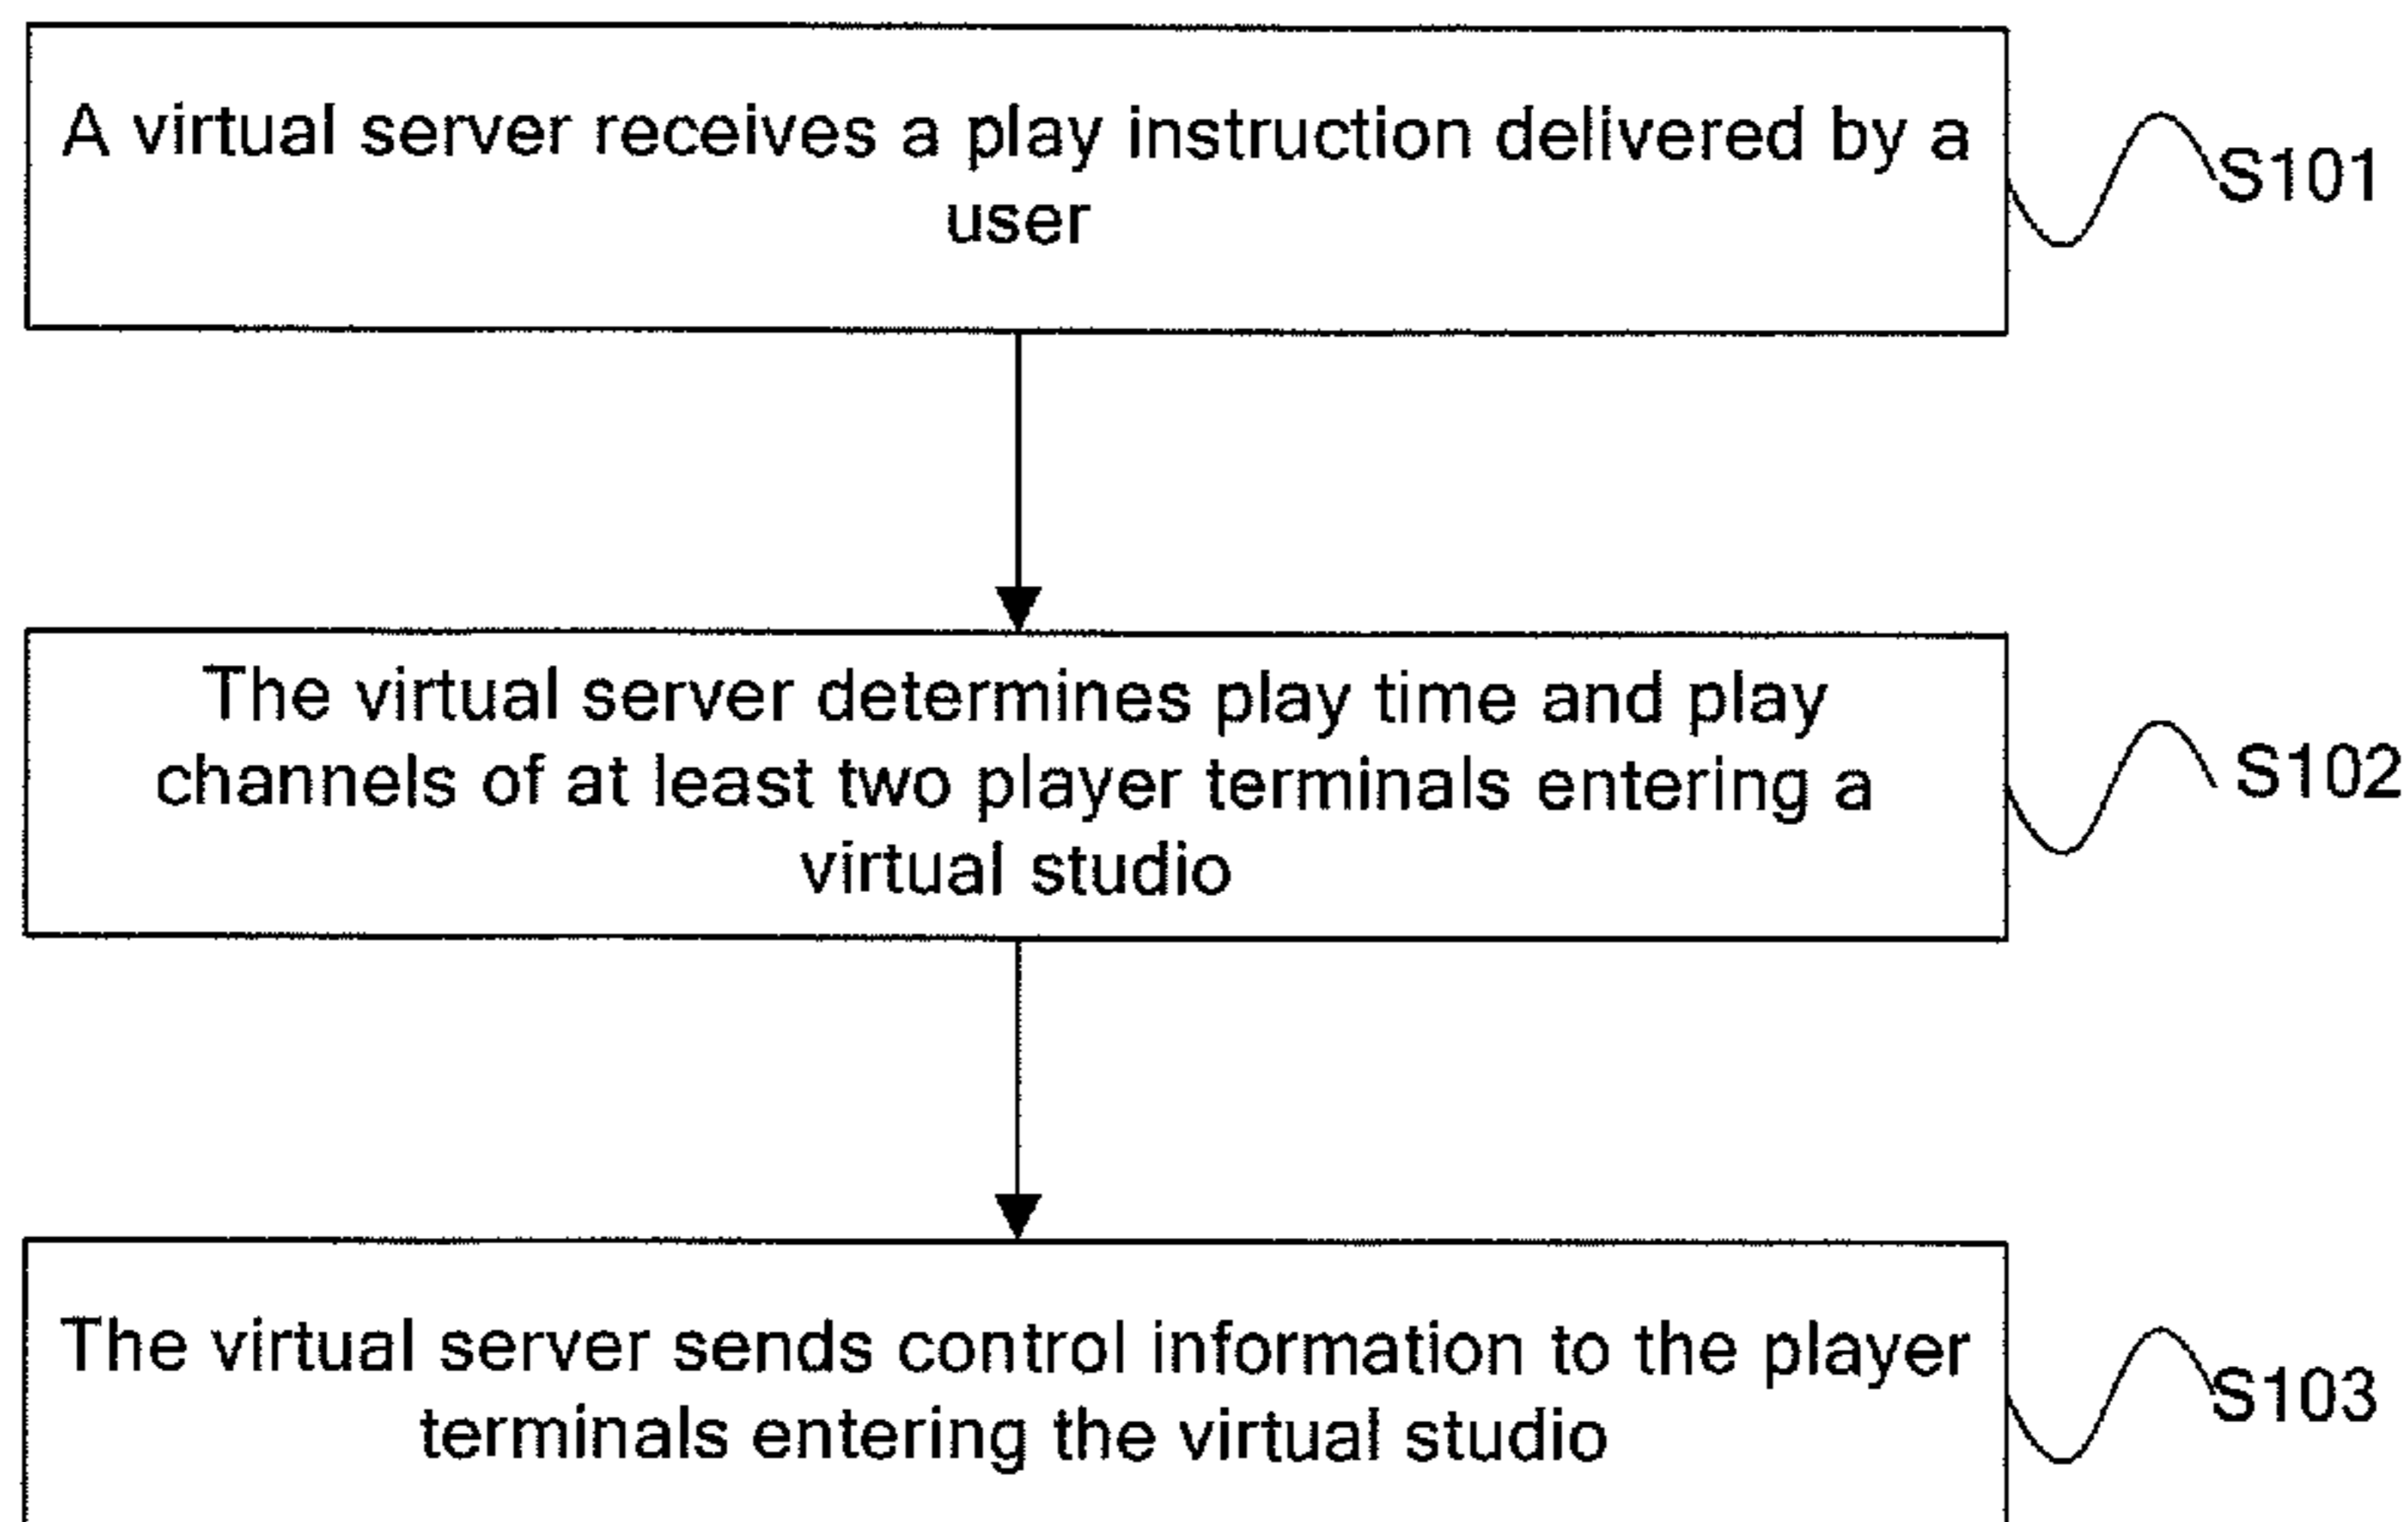 A virtual server receives a play instruction delivered by a
user
S101
The virtual server determines play time and play
channels of at least two player terminals entering a
virtual studio
S102
The virtual server sends control information to the player
terminals entering the virtual studio
S103